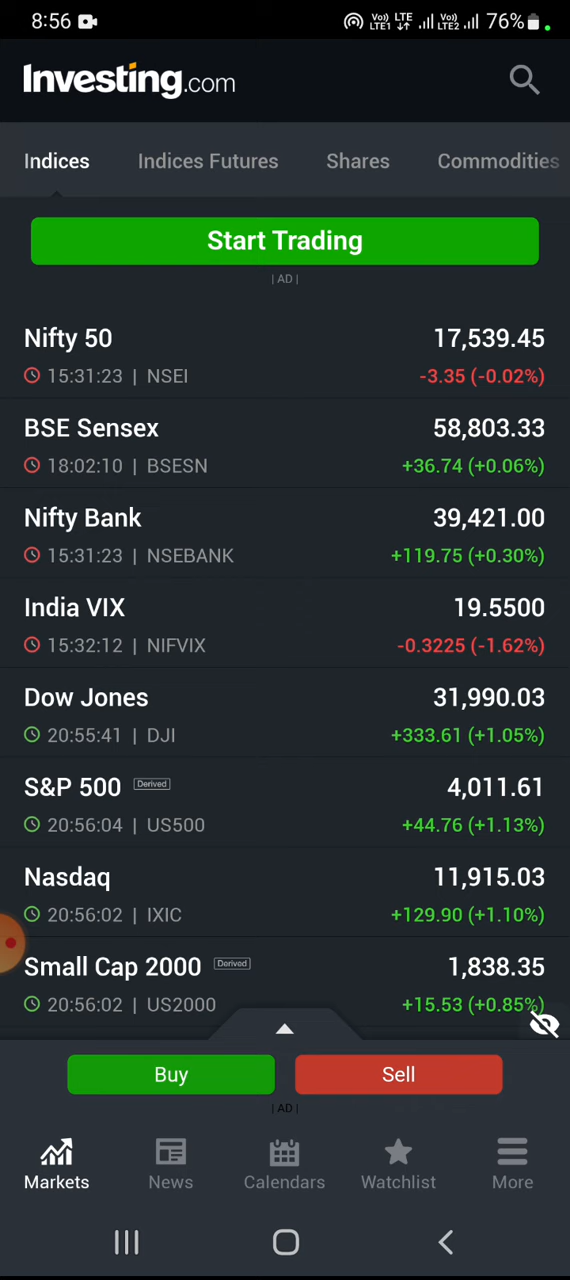 8:56 Vo) LTE1 LTE Vo) LTE2 76%
Investing.com
Indices Indices Futures Shares Commodities
Start Trading
| AD |
Nifty 50 17,539.45
15:31:23 | NSEI -3.35 (-0.02%)
BSE Sensex 58,803.33
18:02:10 | BSESN +36.74 (+0.06%)
Nifty Bank 39,421.00
15:31:23 | NSEBANK +119.75 (+0.30%)
India VIX 19.5500
15:32:12 | NIFVIX -0.3225 (-1.62%)
Dow Jones 31,990.03
20:55:41 | DJI +333.61 (+1.05%)
S&P 500 Derived 4,011.61
20:56:04 | US500 +44.76 (+1.13%)
Nasdaq 11,915.03
20:56:02 | IXIC +129.90 (+1.10%)
Small Cap 2000 Derived 1,838.35
20:56:02 | US2000 +15.53 (+0.85%)
Buy Sell
| AD |
Markets News Calendars Watchlist More